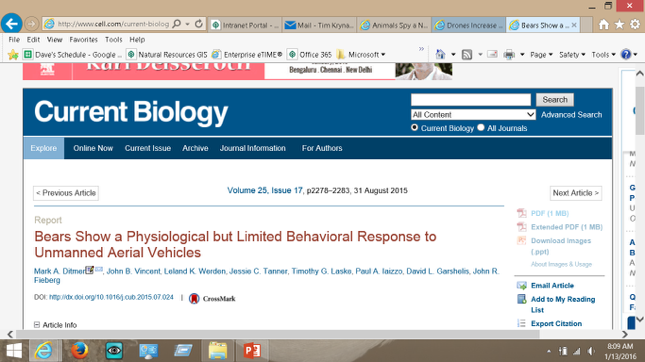 http://www.cell.com/current-biolog
Intranet Portal - ...
Mail - Tim Kryna...
Animals Spy a N...
Drones Increase ...
Bears Show a ...
File Edit View Favorites Tools Help
Dave's Schedule - Google ...
Natural Resources GIS
Enterprise eTIME®
Office 365
Microsoft
Page Safety Tools
Bengaluru . Chennai . New Delhi
Current Biology
Search
All Content
Advanced Search
Current Biology All Journals
Explore Online Now Current Issue Archive Journal Information For Authors
< Previous Article
Volume 25, Issue 17, p2278–2283, 31 August 2015
Next Article >
Report
Bears Show a Physiological but Limited Behavioral Response to
Unmanned Aerial Vehicles
Mark A. Ditmer, John B. Vincent, Leland K. Werden, Jessie C. Tanner, Timothy G. Laske, Paul A. Iaizzo, David L. Garshelis, John R.
Fieberg
DOI: http://dx.doi.org/10.1016/j.cub.2015.07.024 | CrossMark
Article Info
PDF (1 MB)
Extended PDF (1 MB)
Download Images
(.ppt)
About Images & Usage
Email Article
Add to My Reading
List
Export Citation
8:09 AM
1/13/2016